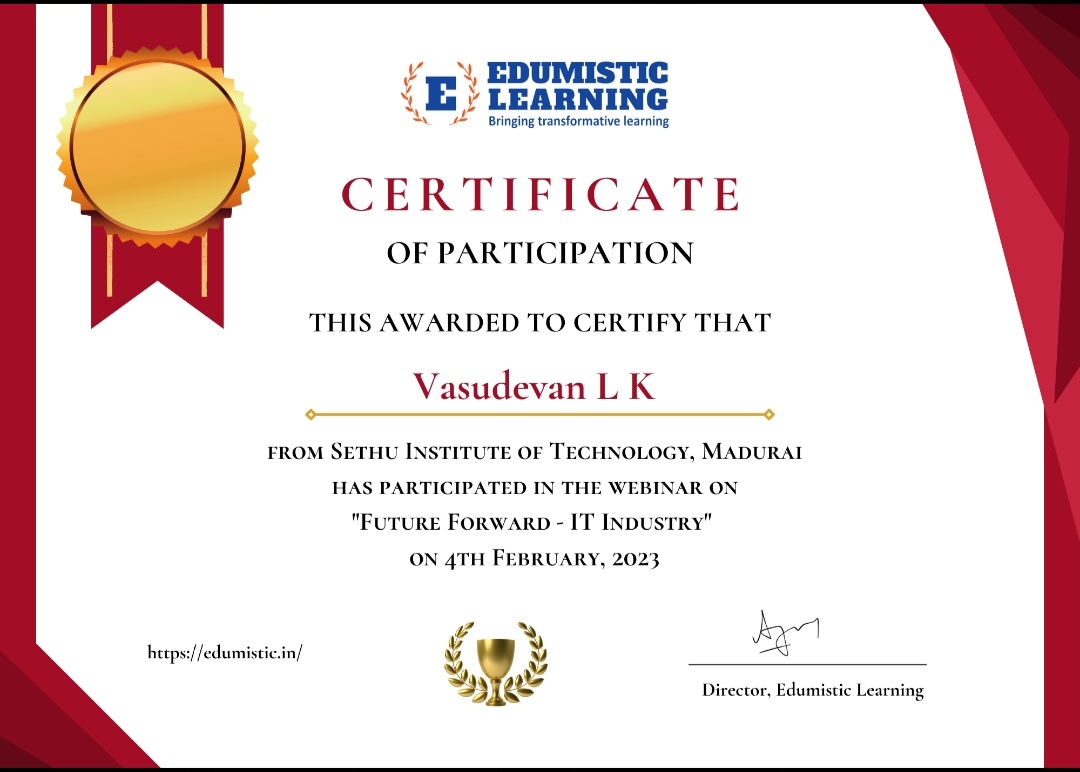 E
EDUMISTIC
LEARNING
Bringing transformative learning
CERTIFICATE
OF PARTICIPATION
THIS AWARDED TO CERTIFY THAT
Vasudevan L K
from Sethu Institute of Technology, Madurai
has participated in the webinar on
"Future Forward - IT Industry"
on 4th February, 2023
https://edumistic.in/
Director, Edumistic Learning